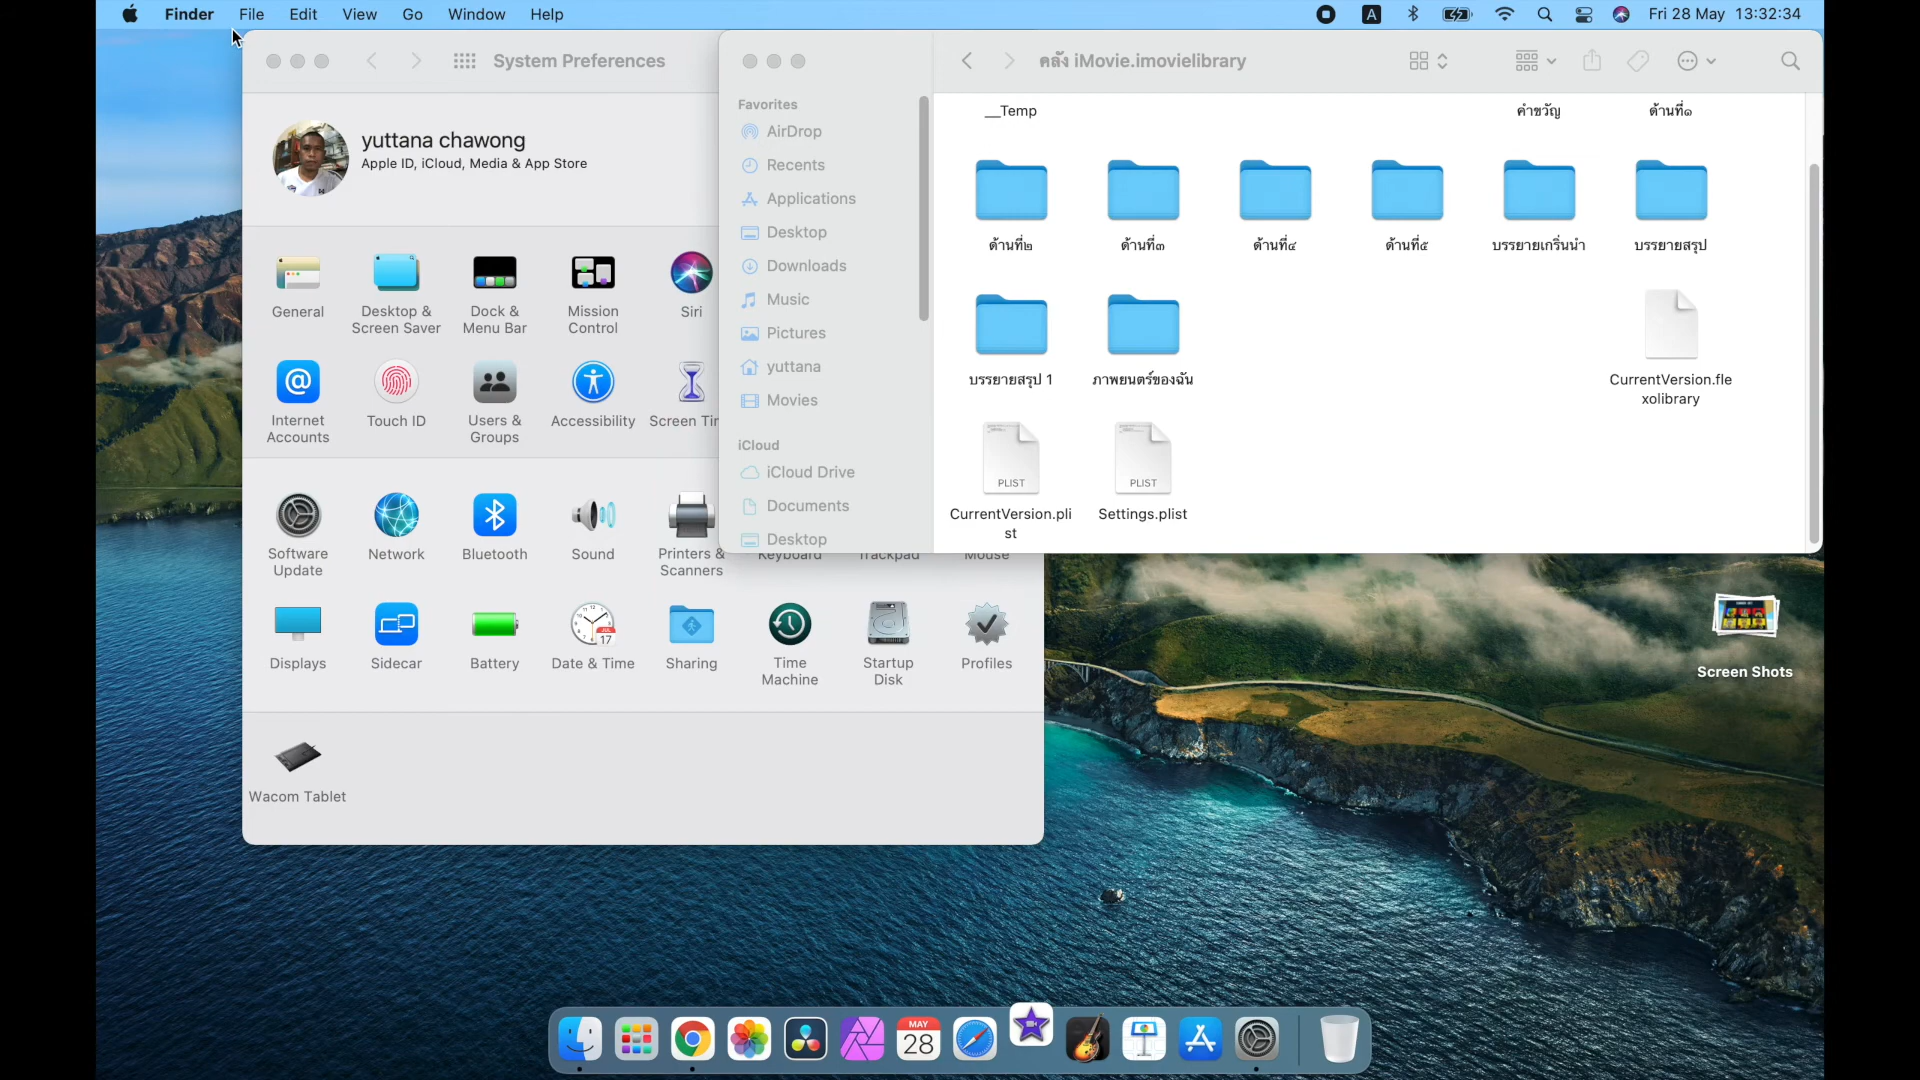 Finder File Edit View Go Window Help
A
Fri 28 May 13:32:34
System Preferences
yuttana chawong
Apple ID, iCloud, Media & App Store
General
Desktop &
Screen Saver
Dock &
Menu Bar
Mission
Control
Siri
Internet
Accounts
Touch ID
Users &
Groups
Accessibility
Screen Tim
Software
Update
Network
Bluetooth
Sound
Printers &
Scanners
Keyboard
Trackpad
Mouse
Displays
Sidecar
Battery
Date & Time
JUL
17
Sharing
Time
Machine
Startup
Disk
Profiles
Wacom Tablet
คลัง iMovie.imovielibrary
Favorites
AirDrop
Recents
Applications
Desktop
Downloads
Music
Pictures
yuttana
Movies
iCloud
iCloud Drive
Documents
Desktop
__Temp
คำขวัญ
ด้านที่๑
ด้านที่๒
ด้านที่๓
ด้านที่๔
ด้านที่๕
บรรยายเกริ่นนำ
บรรยายสรุป
บรรยายสรุป 1
ภาพยนตร์ของฉัน
CurrentVersion.fle
xolibrary
PLIST
CurrentVersion.pli
st
PLIST
Settings.plist
Screen Shots
MAY
28